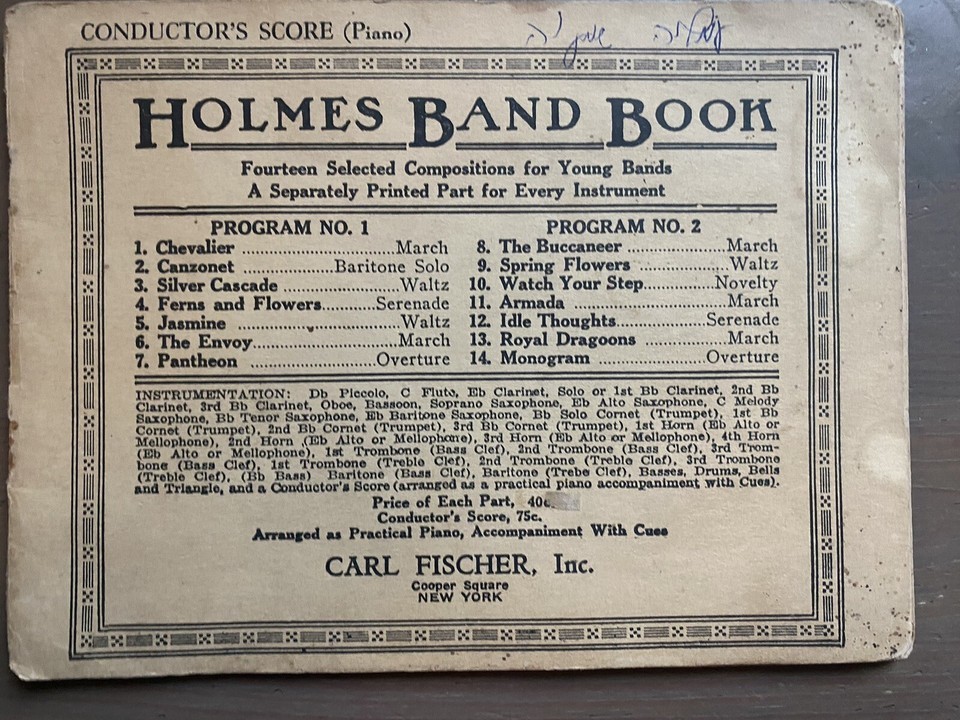 CONDUCTOR'S SCORE (Piano)
HOLMES BAND BOOK
Fourteen Selected Compositions for Young Bands
A Separately Printed Part for Every Instrument
PROGRAM NO. 1
1. Chevalier ........................March
2. Canzonet ..............Baritone Solo
3. Silver Cascade ..................Waltz
4. Ferns and Flowers..........Serenade
5. Jasmine ..........................Waltz
6. The Envoy......................March
7. Pantheon ....................Overture
PROGRAM NO. 2
8. The Buccaneer ..................March
9. Spring Flowers ..................Waltz
10. Watch Your Step..............Novelty
11. Armada ..........................March
12. Idle Thoughts.................Serenade
13. Royal Dragoons ................March
14. Monogram .....................Overture
INSTRUMENTATION: Db Piccolo, C Flute, Eb Clarinet, Solo or 1st Bb Clarinet, 2nd Bb
Clarinet, 3rd Bb Clarinet, Oboe, Bassoon, Soprano Saxophone, Eb Alto Saxophone, C Melody
Saxophone, Bb Tenor Saxophone, Eb Baritone Saxophone, Bb Solo Cornet (Trumpet), 1st Bb
Cornet (Trumpet), 2nd Bb Cornet (Trumpet), 3rd Bb Cornet (Trumpet), 1st Horn (Eb Alto or
Mellophone), 2nd Horn (Eb Alto or Mellophone), 3rd Horn (Eb Alto or Mellophone), 4th Horn
(Eb Alto or Mellophone), 1st Trombone (Bass Clef), 2nd Trombone (Bass Clef), 3rd Trom-
bone (Bass Clef), 1st Trombone (Treble Clef), 2nd Trombone (Treble Clef), 3rd Trombone
(Treble Clef), (Bb Bass) Baritone (Bass Clef), Baritone (Trebe Clef), Basses, Drums, Bells
and Triangle, and a Conductor's Score (arranged as a practical piano accompaniment with Cues).
Price of Each Part, 40c.
Conductor's Score, 75c.
Arranged as Practical Piano, Accompaniment With Cues
CARL FISCHER, Inc.
Cooper Square
NEW YORK